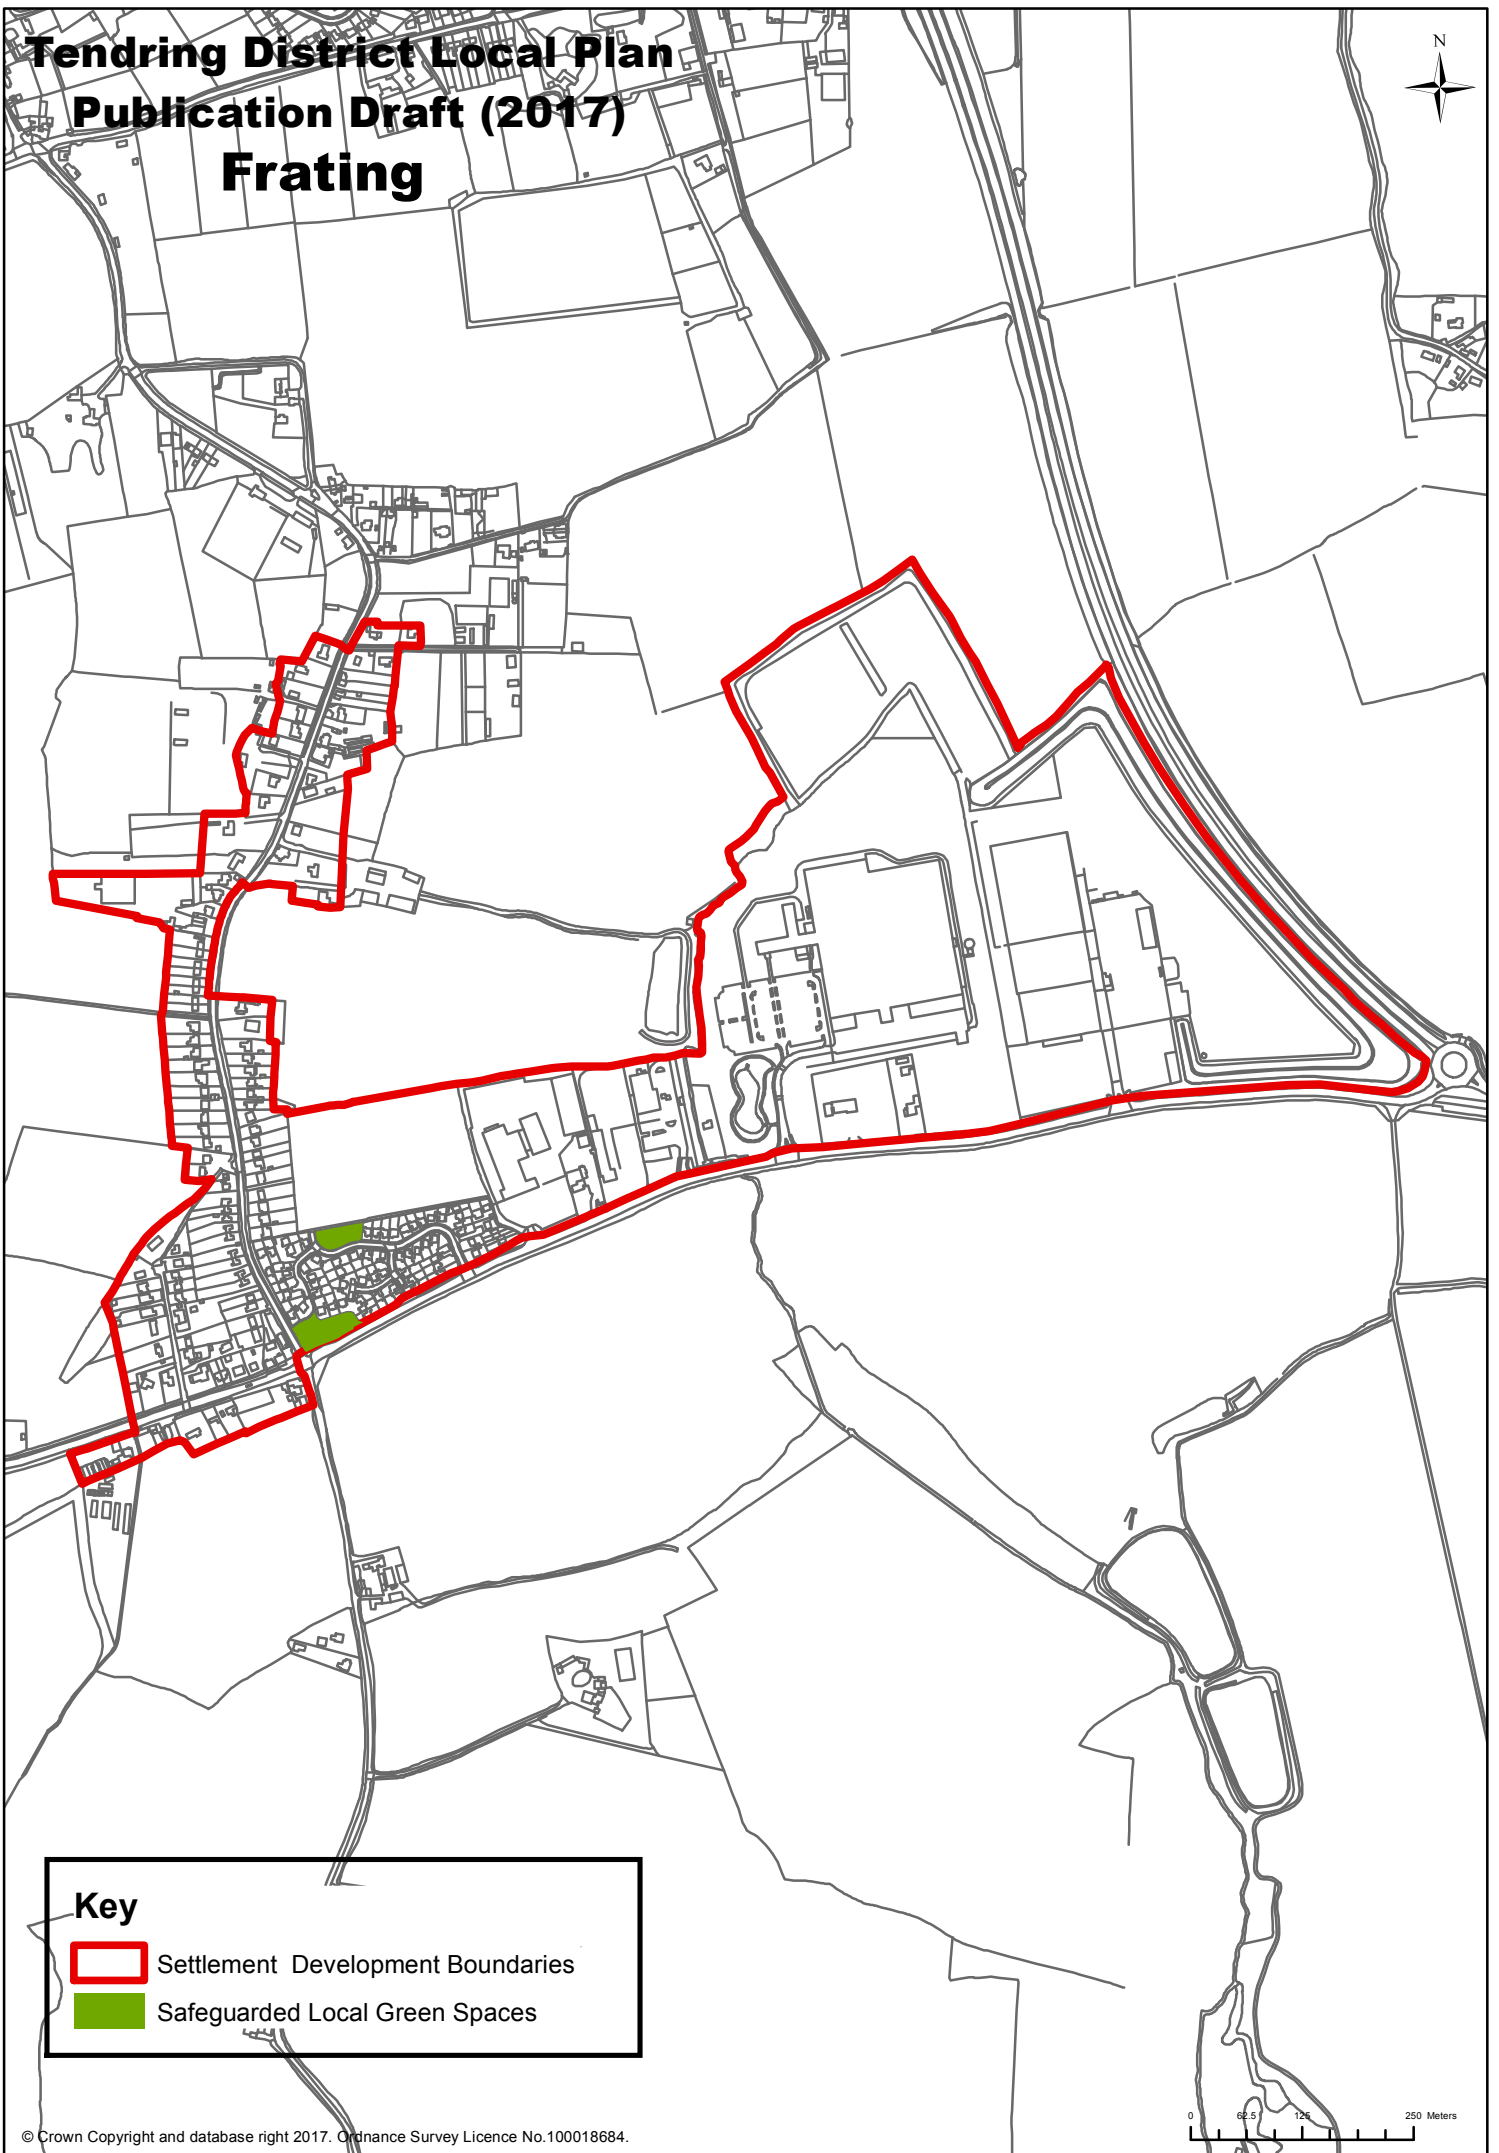 Tendring District Local Plan
Publication Draft (2017)
Frating
N
Key
Settlement Development Boundaries
Safeguarded Local Green Spaces
© Crown Copyright and database right 2017. Ordnance Survey Licence No.100018684.
0 62.5 125 250 Meters